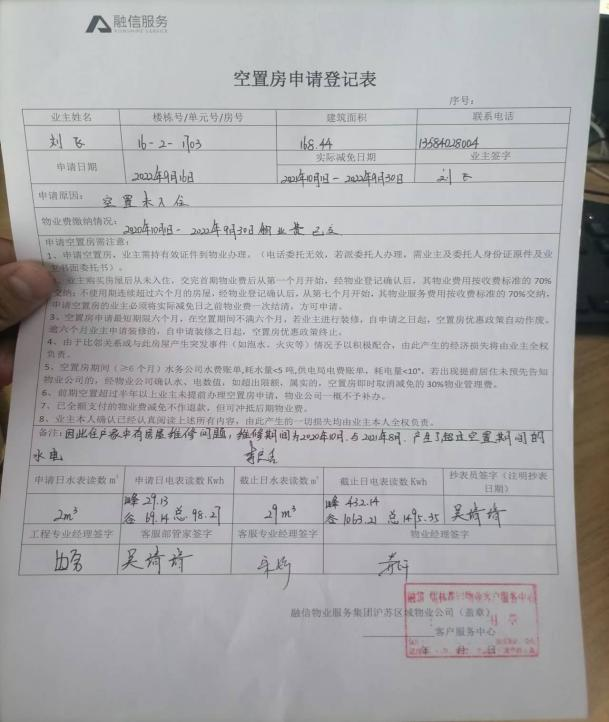 融信服务
RONSHINE SERVICE
空置房申请登记表
序号:
业主姓名 楼栋号/单元号/房号 建筑面积 联系电话
刘飞 16-2-1703 168.44 13584028004
申请日期 实际减免日期 业主签字
2022年9月16日 2021年10月1日-2022年9月30日 刘飞
申请原因: 空置未入住
物业费缴纳情况: 2020年10月1日-2022年9月30日物业费已交
申请空置房需注意:
1、申请空置房,业主需持有效证件到物业办理,(电话委托无效,若派委托人办理,需业主及委托人身份证原件及业
主书面委托书)。
2、业主购买房屋后从未入住,交完首期物业费后从第一个月开始,经物业登记确认后,其物业费用按收费标准的70%
交纳;不使用期连续超过六个月的房屋,经物业登记确认后,从第七个月开始,其物业服务费用按收费标准的70%交纳,
申请空置房的业主必须将实际减免日之前物业费一次结清,方可申请。
3、空置房申请最短期限六个月,在空置期间不满六个月,若业主进行装修,自申请之日起,空置房优惠政策自动作废。
逾六个月业主申请装修的,自申请装修之日起,空置房优惠政策终止。
4、由于比邻关系或与此房屋产生突发事件(如泡水、火灾等)情况予以积极配合,由此产生的经济损失将由业主全权
负责。
5、空置房期间(≥6个月)水务公司水费账单,耗水量<5吨,供电局电费账单,耗电量<10°。若出现提前居住未预先告知
物业公司的,经物业公司确认水、电数值,如超出限额,属实的,空置房即时取消减免的30%物业管理费。
6、前期空置超过半年以上业主未提前办理空置房申请,物业公司一概不予补办。
7、已全额支付的物业费减免不作退款,但可冲抵后期物业费。
8、业主本人确认已经认真阅读上述所有内容,由此产生的一切损失均由业主本人全权负责。
备注:因此住户家中有房屋维修问题,维修期间为2020年10月与2021年8月.产生了超过空置期间的
水电
申请日水表读数 m³ 申请日电表读数 Kwh 截止日水表读数 m³ 截止日电表读数 Kwh 抄表员签字(注明抄表
日期)
峰 29.13 峰 432.14
2m³ 谷 69.14 总 98.27 29m³ 谷 1063.21 总 1495.35 吴琦琦
工程专业经理签字 客服部管家签字 客服专业经理签字 物业经理签字
吴琦琦
融信物业服务集团沪苏区域物业公司(盖章)
客户服务中心
年 月 日